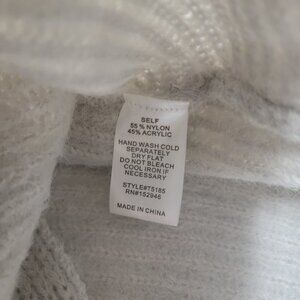 SELF
55 % NYLON
45% ACRYLIC
HAND WASH COLD
SEPARATELY
DRY FLAT
DO NOT BLEACH
COOL IRON.IF
NECESSARY
STYLE#T5185
RN#152946
MADE IN CHINA